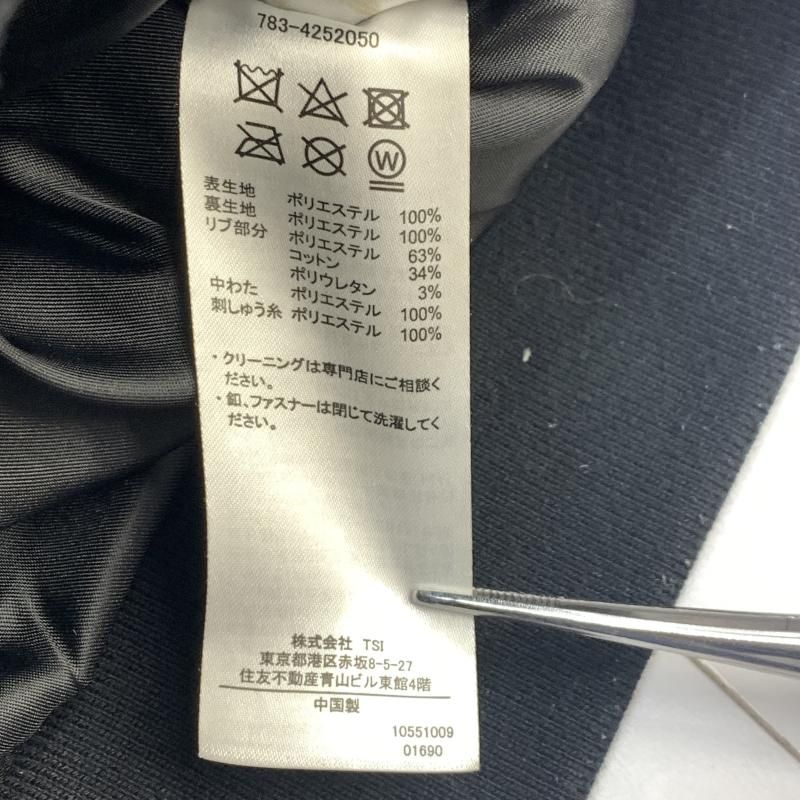 783-4252050
W
表生地 ポリエステル 100%
裏生地 ポリエステル 100%
リブ部分 ポリエステル 63%
コットン 34%
ポリウレタン 3%
中わた ポリエステル 100%
刺しゅう糸 ポリエステル 100%
・クリーニングは専門店にご相談く
ださい。
・釦、ファスナーは閉じて洗濯してく
ださい。
株式会社 TSI
東京都港区赤坂8-5-27
住友不動産青山ビル東館4階
中国製
10551009
01690